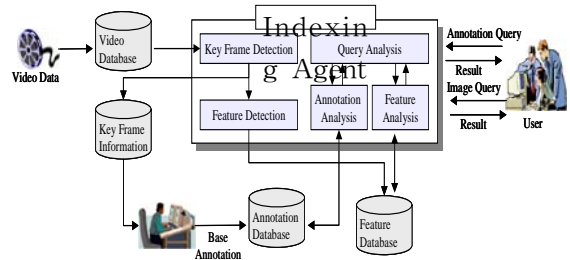 Indexin
g Agent
Video
Database
Key Frame Detection
Query Analysis
Annotation Query
Result
Image Query
Result
User
Video Data
Annotation
Analysis
Feature
Analysis
Feature Detection
Key Frame
Information
Base
Annotation
Annotation
Database
Feature
Database